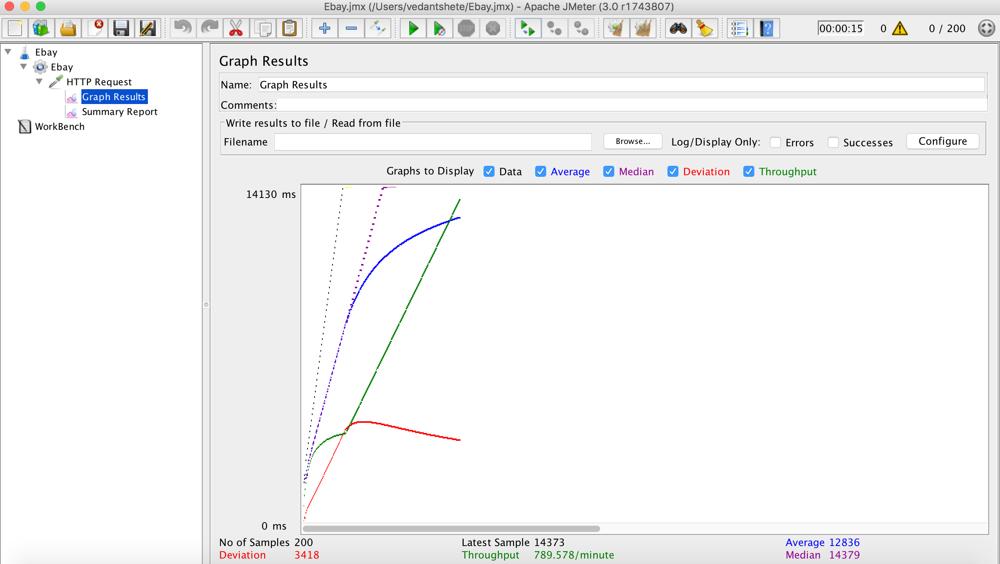 Ebay.jmx (/Users/vedantshete/Ebay.jmx) - Apache JMeter (3.0 r1743807)
STOP
STOP
?
00:00:15 0 0 / 200
Ebay
Ebay
HTTP Request
Graph Results
Summary Report
WorkBench
Graph Results
Name: Graph Results
Comments:
Write results to file / Read from file
Filename Browse... Log/Display Only: Errors Successes Configure
Graphs to Display Data Average Median Deviation Throughput
14130 ms
0 ms
No of Samples 200 Latest Sample 14373 Average 12836
Deviation 3418 Throughput 789.578/minute Median 14379